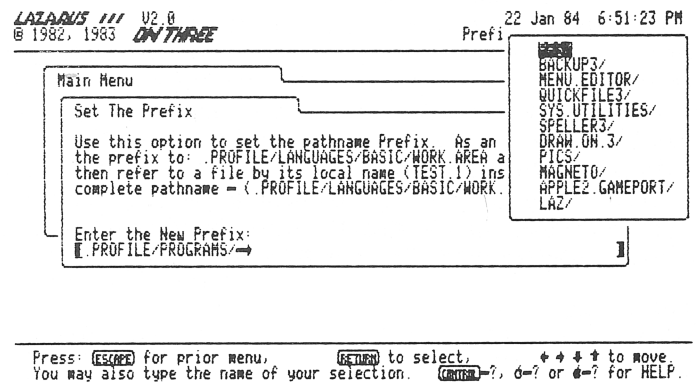 LAZARUS /// V2.0
22 Jan 84 6:51:23 PM
© 1982, 1983 ON THREE
Prefi
BACKUP3/
MENU.EDITOR/
QUICKFILE3/
SYS.UTILITIES/
SPELLER3/
DRAW.ON.3/
PICS/
MAGNETO/
APPLE2.GAMEPORT/
LAZ/
Main Menu
Set The Prefix
Use this option to set the pathname Prefix. As an
the prefix to: .PROFILE/LANGUAGES/BASIC/WORK.AREA a
then refer to a file by its local name (TEST.1) ins
complete pathname - (.PROFILE/LANGUAGES/BASIC/WORK.
Enter the New Prefix:
[.PROFILE/PROGRAMS/→ ]
Press: ESCAPE for prior menu, RETURN to select, ← → ↓ ↑ to move.
You may also type the name of your selection. CONTROL-?, -? or -? for HELP.